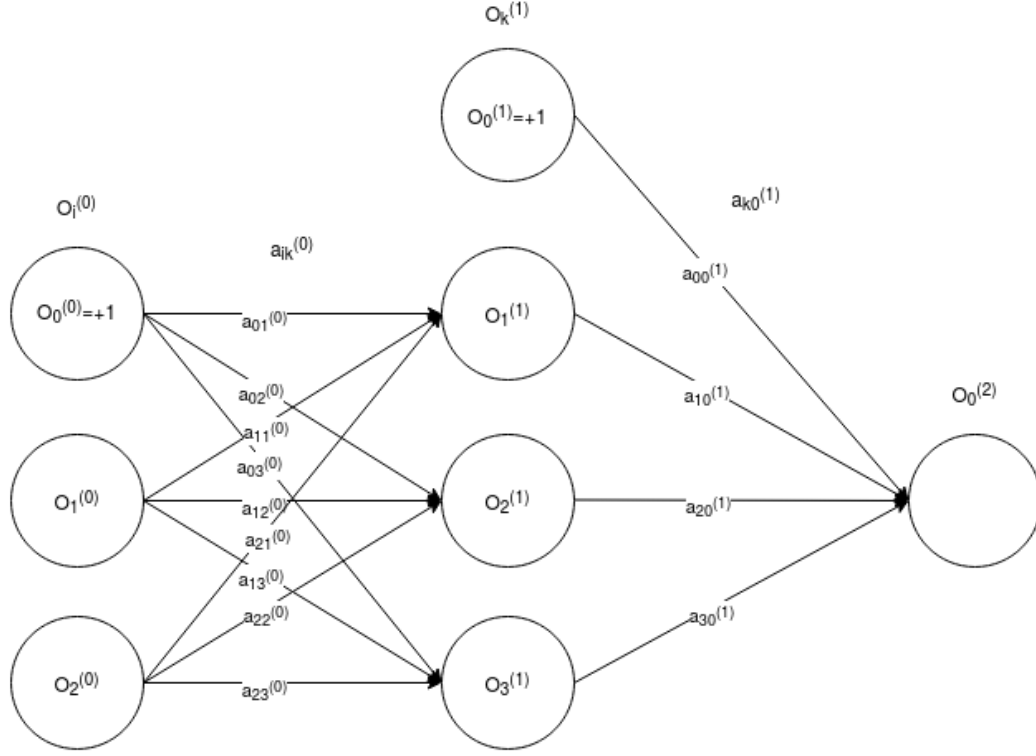 Oₖ⁽¹⁾
O₀⁽¹⁾=+1
Oᵢ⁽⁰⁾
aₖ₀⁽¹⁾
aᵢₖ⁽⁰⁾
a₀₀⁽¹⁾
O₀⁽⁰⁾=+1
a₀₁⁽⁰⁾
O₁⁽¹⁾
a₀₂⁽⁰⁾
a₁₀⁽¹⁾
O₀⁽²⁾
a₁₁⁽⁰⁾
a₀₃⁽⁰⁾
O₁⁽⁰⁾
a₁₂⁽⁰⁾
O₂⁽¹⁾
a₂₀⁽¹⁾
a₂₁⁽⁰⁾
a₁₃⁽⁰⁾
a₂₂⁽⁰⁾
a₃₀⁽¹⁾
O₂⁽⁰⁾
a₂₃⁽⁰⁾
O₃⁽¹⁾